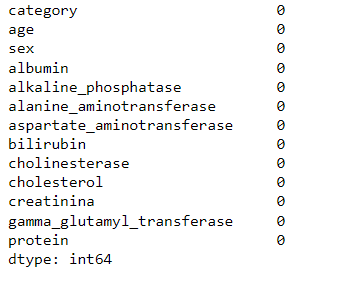 category 0
age 0
sex 0
albumin 0
alkaline_phosphatase 0
alanine_aminotransferase 0
aspartate_aminotransferase 0
bilirubin 0
cholinesterase 0
cholesterol 0
creatinina 0
gamma_glutamyl_transferase 0
protein 0
dtype: int64